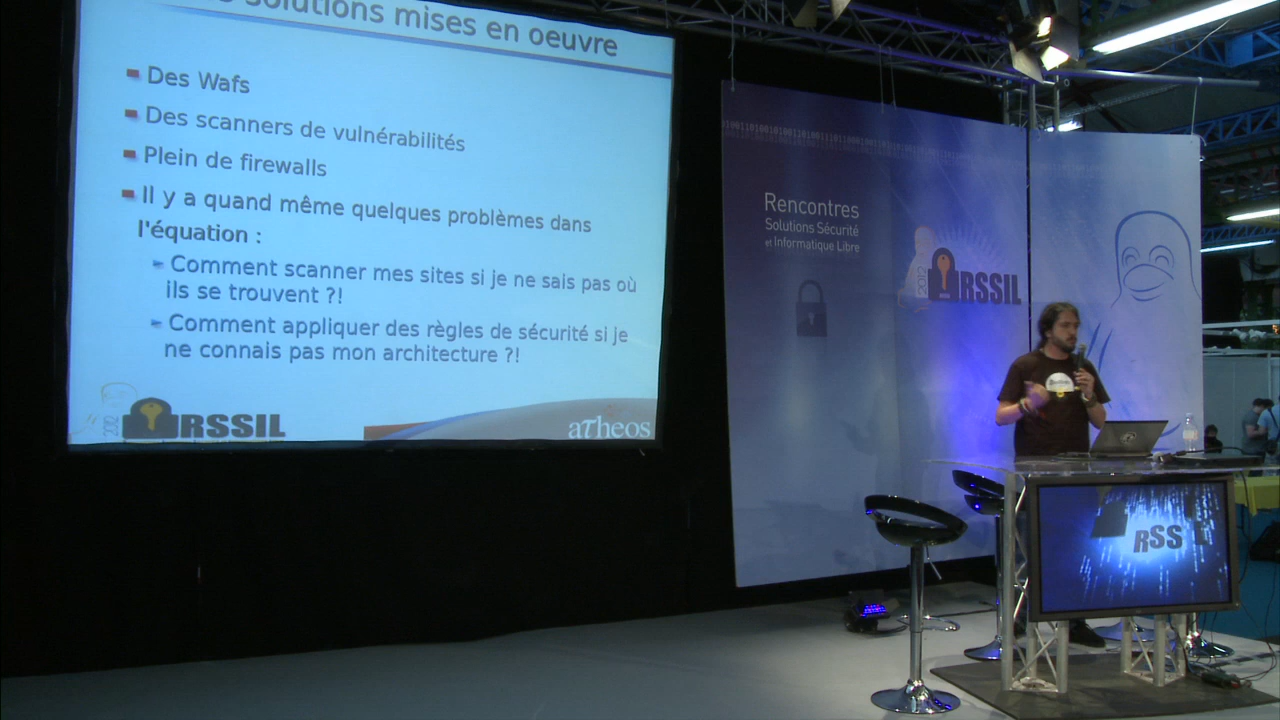 solutions mises en oeuvre
Des Wafs
Des scanners de vulnérabilités
Plein de firewalls
Il y a quand même quelques problèmes dans
l'équation :
Comment scanner mes sites si je ne sais pas où
ils se trouvent ?!
Comment appliquer des règles de sécurité si je
ne connais pas mon architecture ?!
2012 RSSIL
atheos
Rencontres
Solutions Sécurité
et Informatique Libre
2012 RSSIL
RSS